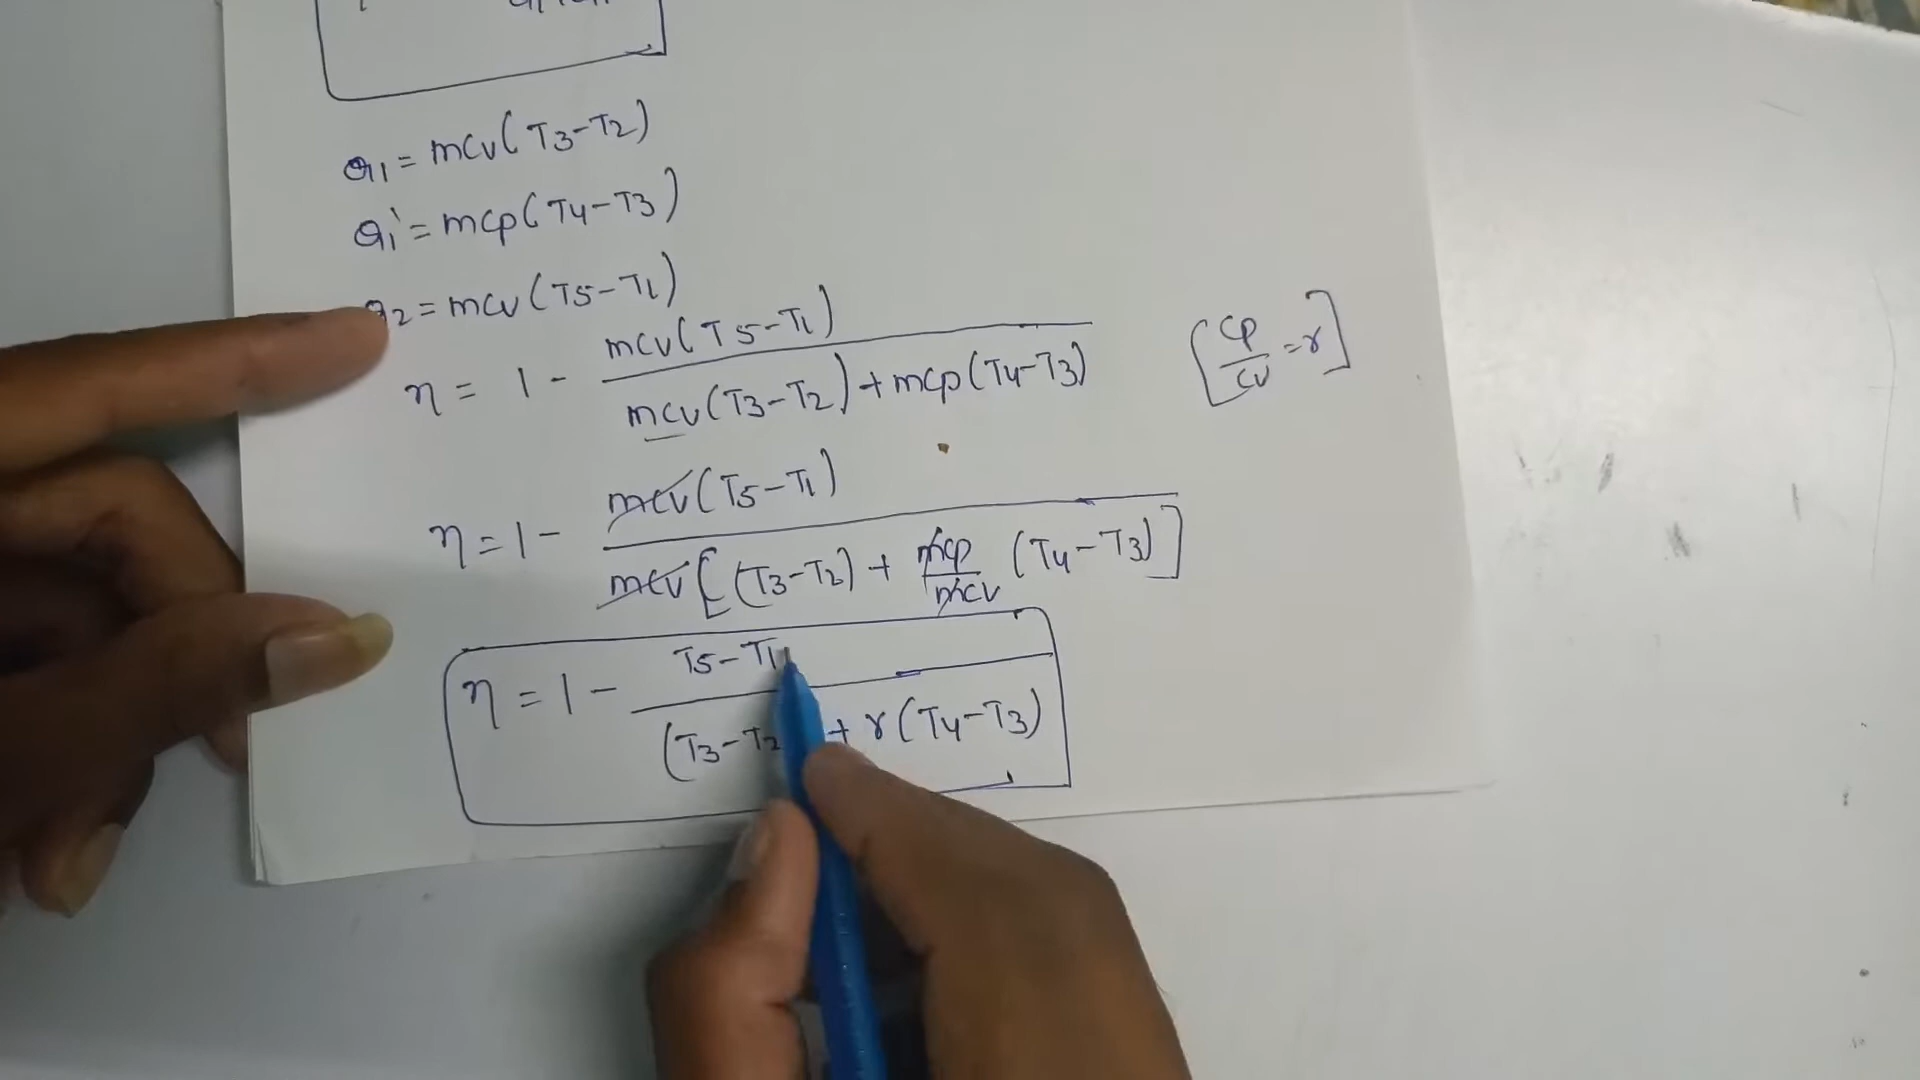 Q1 = mcv(T3-T2)
Q1' = mcp(T4-T3)
Q2 = mcv(T5-T1)
η = 1 - mcv(T5-T1) / mcv(T3-T2)+mcp(T4-T3) [cp/cv = γ]
η = 1 - mcv(T5-T1) / mcv[(T3-T2) + mcp/mcv (T4-T3)]
η = 1 - T5-T1 / (T3-T2 + γ(T4-T3)